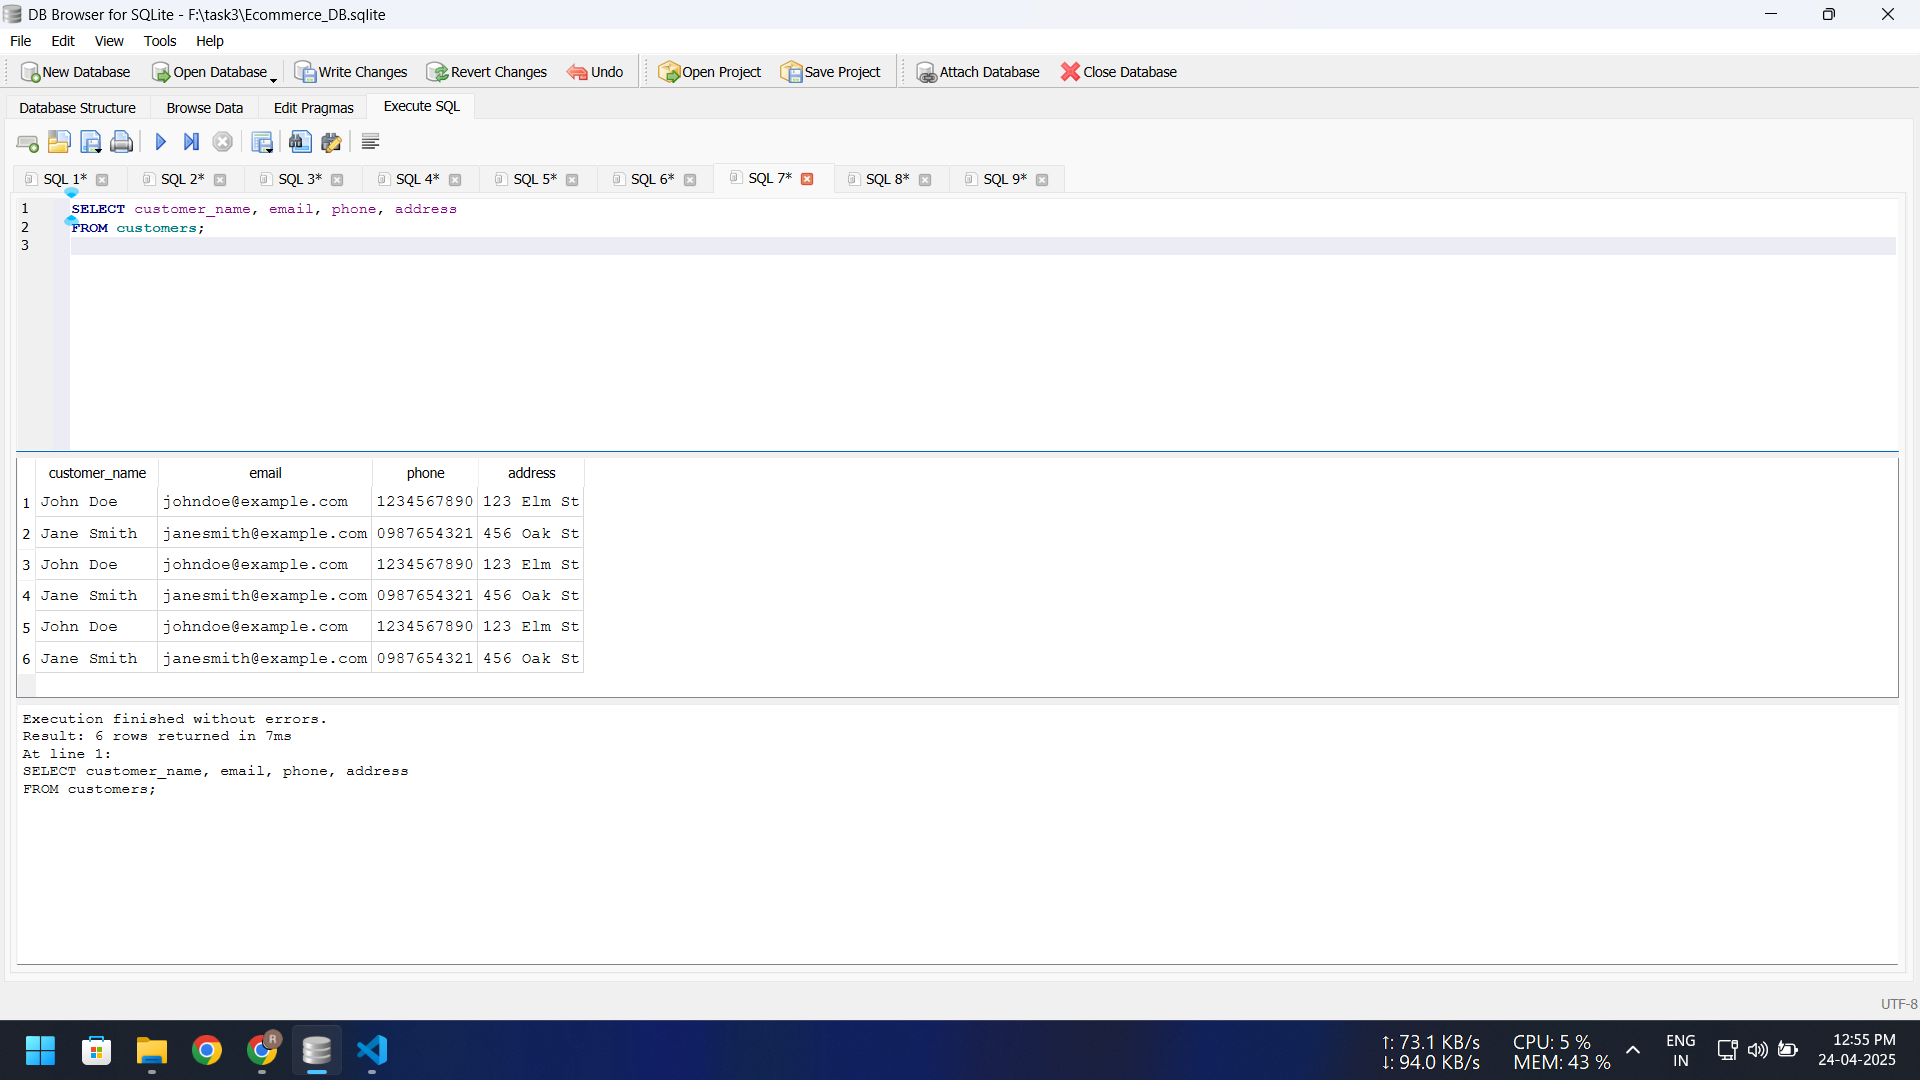 DB Browser for SQLite - F:\task3\Ecommerce_DB.sqlite
File Edit View Tools Help
New Database Open Database Write Changes Revert Changes Undo Open Project Save Project Attach Database Close Database
Database Structure Browse Data Edit Pragmas Execute SQL
SQL 1* SQL 2* SQL 3* SQL 4* SQL 5* SQL 6* SQL 7* SQL 8* SQL 9*
1 SELECT customer_name, email, phone, address
2 FROM customers;
3
customer_name email phone address
1 John Doe johndoe@example.com 1234567890 123 Elm St
2 Jane Smith janesmith@example.com 0987654321 456 Oak St
3 John Doe johndoe@example.com 1234567890 123 Elm St
4 Jane Smith janesmith@example.com 0987654321 456 Oak St
5 John Doe johndoe@example.com 1234567890 123 Elm St
6 Jane Smith janesmith@example.com 0987654321 456 Oak St
Execution finished without errors.
Result: 6 rows returned in 7ms
At line 1:
SELECT customer_name, email, phone, address
FROM customers;
UTF-8
R
↑: 73.1 KB/s CPU: 5 % ENG 12:55 PM
↓: 94.0 KB/s MEM: 43 % IN 24-04-2025